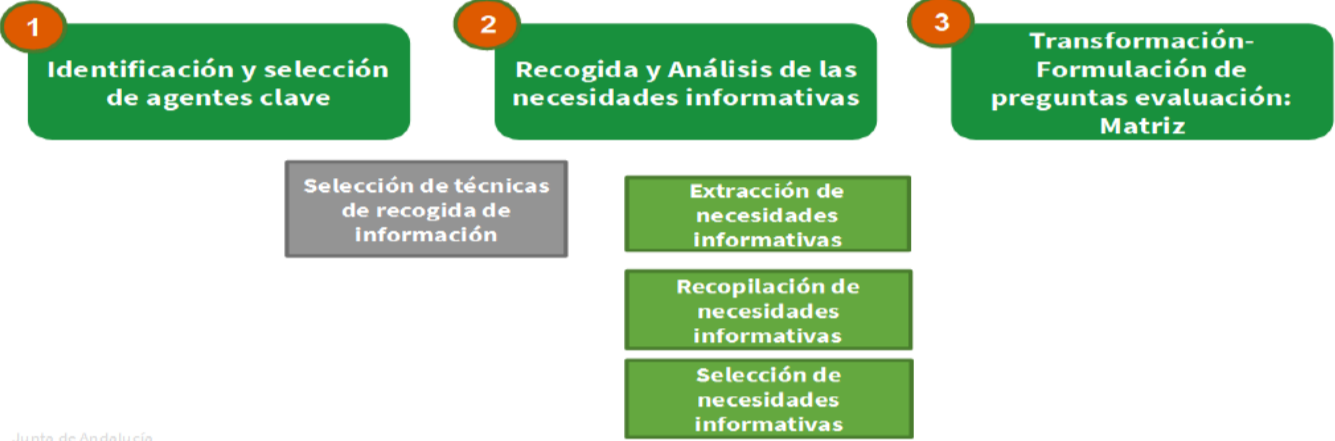 1
Identificación y selección
de agentes clave
2
Recogida y Análisis de las
necesidades informativas
3
Transformación-
Formulación de
preguntas evaluación:
Matriz
Selección de técnicas
de recogida de
información
Extracción de
necesidades
informativas
Recopilación de
necesidades
informativas
Selección de
necesidades
informativas
Junta de Andalucía